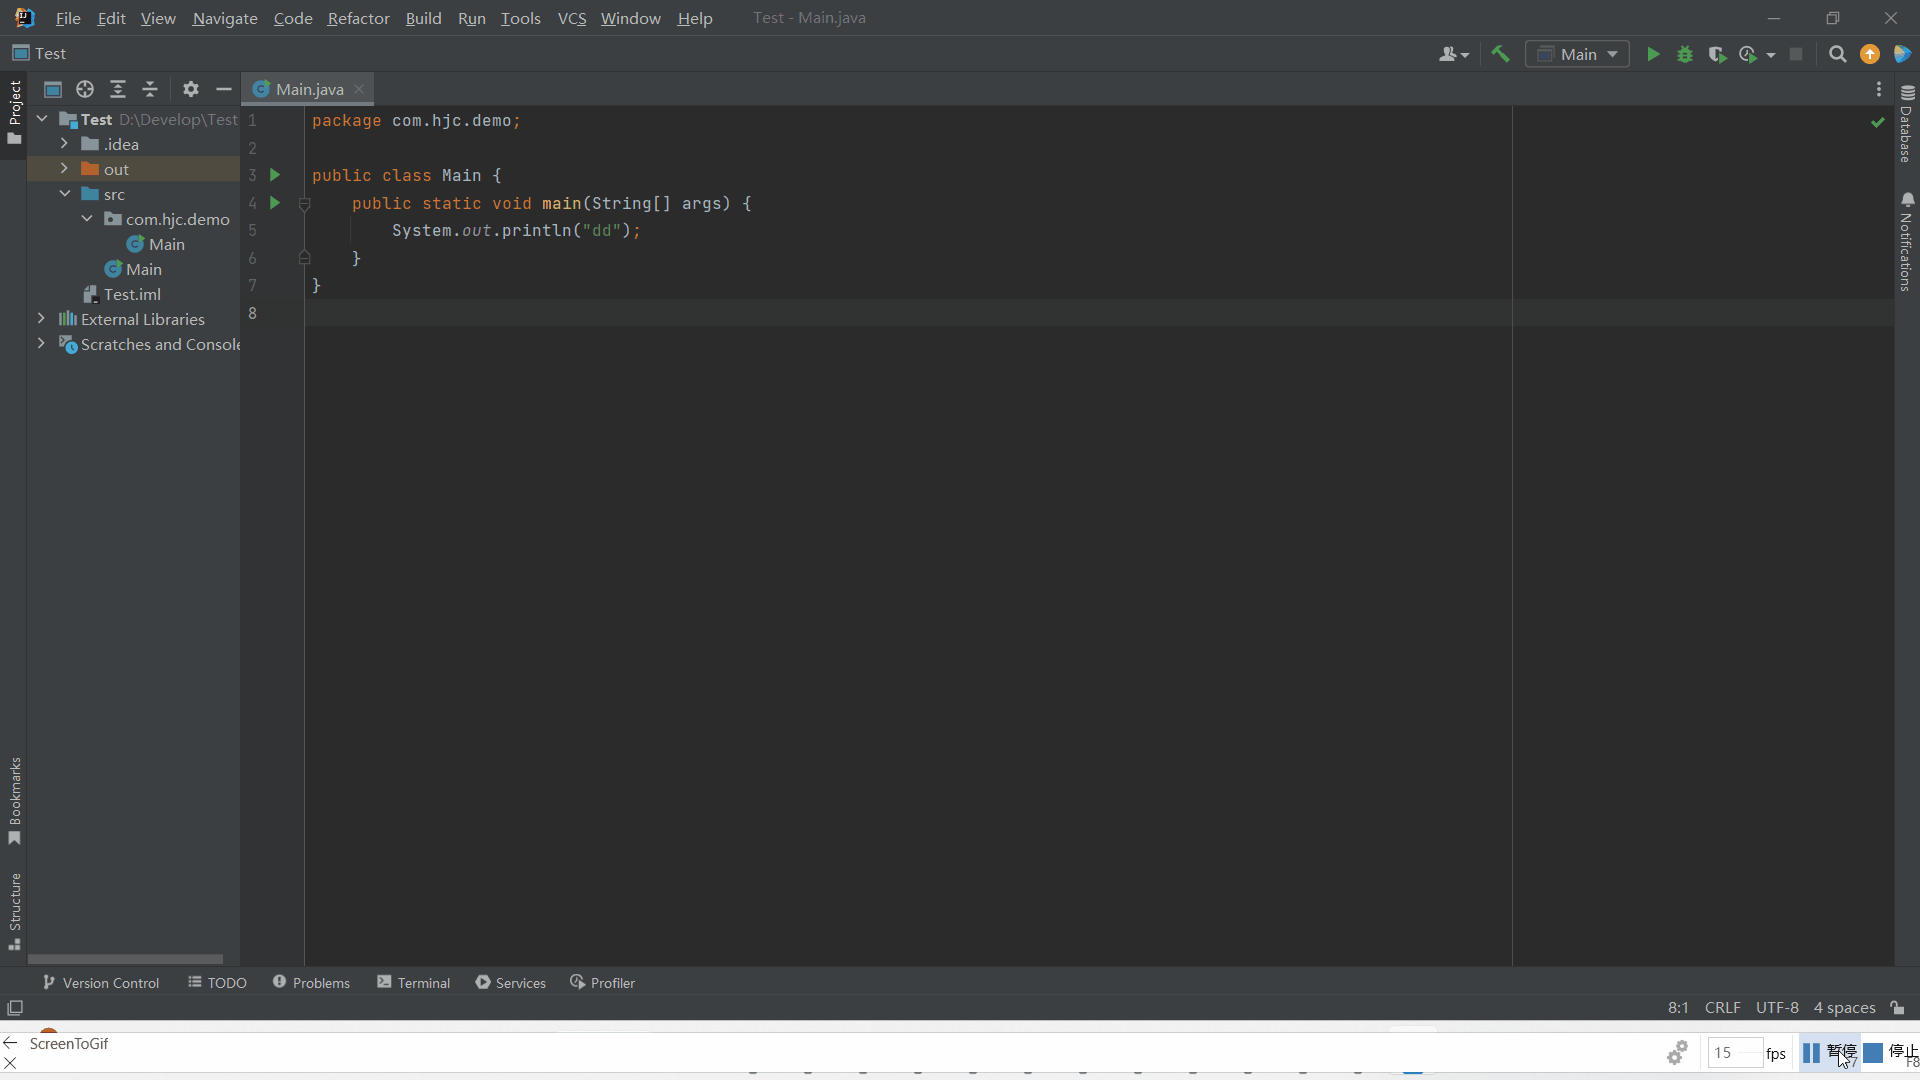 File Edit View Navigate Code Refactor Build Run Tools VCS Window Help Test - Main.java
Test
Main
Project
Main.java
Test D:\Develop\Test
.idea
out
src
com.hjc.demo
Main
Main
Test.iml
External Libraries
Scratches and Console
1 package com.hjc.demo;
2
3 public class Main {
4 public static void main(String[] args) {
5 System.out.println("dd");
6 }
7 }
8
Database
Notifications
Bookmarks
Structure
Version Control TODO Problems Terminal Services Profiler
8:1 CRLF UTF-8 4 spaces
ScreenToGif
15 fps 暂停 F7 停止 F8